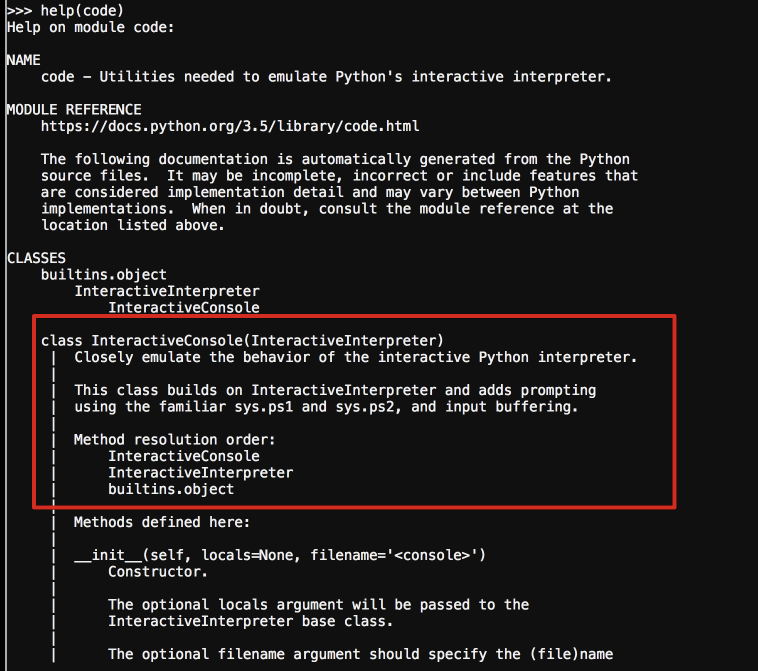 >>> help(code)
Help on module code:
NAME
code – Utilities needed to emulate Python's interactive interpreter.
MODULE REFERENCE
https://docs.python.org/3.5/library/code.html
The following documentation is automatically generated from the Python
source files.  It may be incomplete, incorrect or include features that
are considered implementation detail and may vary between Python
implementations.  When in doubt, consult the module reference at the
location listed above.
CLASSES
builtins.object
InteractiveInterpreter
InteractiveConsole
class InteractiveConsole(InteractiveInterpreter)
|  Closely emulate the behavior of the interactive Python interpreter.
|
|  This class builds on InteractiveInterpreter and adds prompting
|  using the familiar sys.ps1 and sys.ps2, and input buffering.
|
|  Method resolution order:
|      InteractiveConsole
|      InteractiveInterpreter
|      builtins.object
|
|  Methods defined here:
|
|  __init__(self, locals=None, filename='<console>')
|      Constructor.
|
|      The optional locals argument will be passed to the
|      InteractiveInterpreter base class.
|
|      The optional filename argument should specify the (file)name